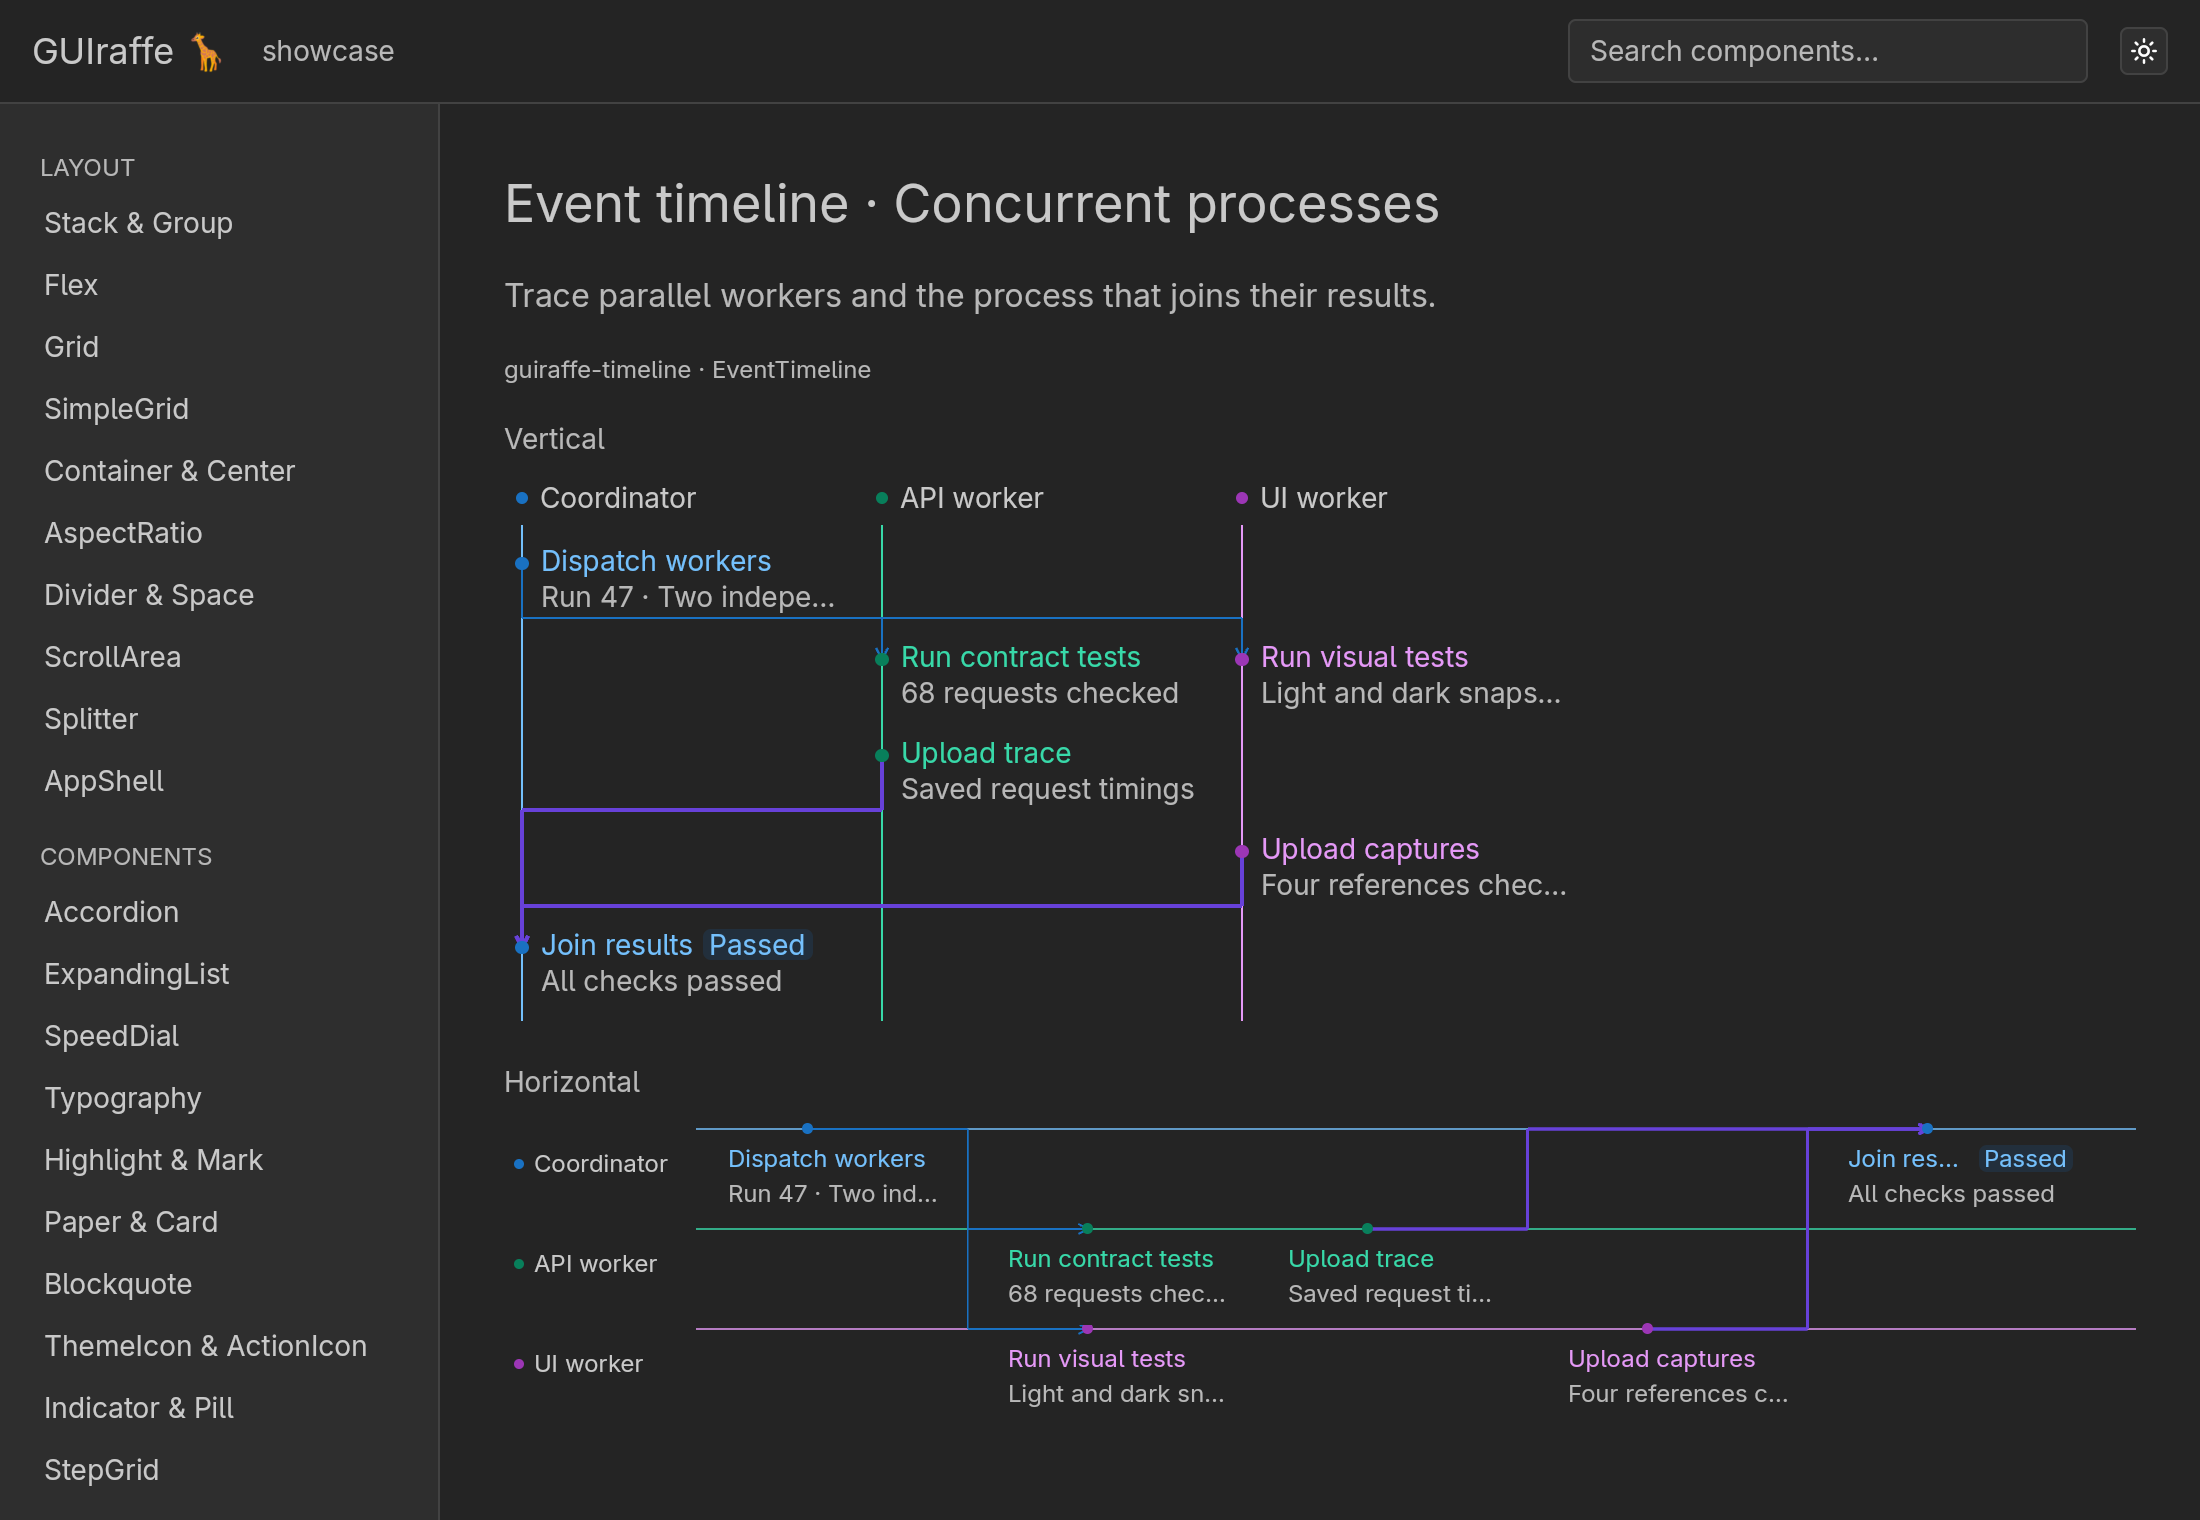 GUIraffe 🦒 showcase
Search components...
LAYOUT
Stack & Group
Flex
Grid
SimpleGrid
Container & Center
AspectRatio
Divider & Space
ScrollArea
Splitter
AppShell
COMPONENTS
Accordion
ExpandingList
SpeedDial
Typography
Highlight & Mark
Paper & Card
Blockquote
ThemeIcon & ActionIcon
Indicator & Pill
StepGrid
Event timeline · Concurrent processes
Trace parallel workers and the process that joins their results.
guiraffe-timeline · EventTimeline
Vertical
Coordinator API worker UI worker
Dispatch workers
Run 47 · Two indepe...
Run contract tests Run visual tests
68 requests checked Light and dark snaps...
Upload trace
Saved request timings
Upload captures
Four references chec...
Join results Passed
All checks passed
Horizontal
Coordinator
Dispatch workers Join res... Passed
Run 47 · Two ind... All checks passed
API worker
Run contract tests Upload trace
68 requests chec... Saved request ti...
UI worker
Run visual tests Upload captures
Light and dark sn... Four references c...